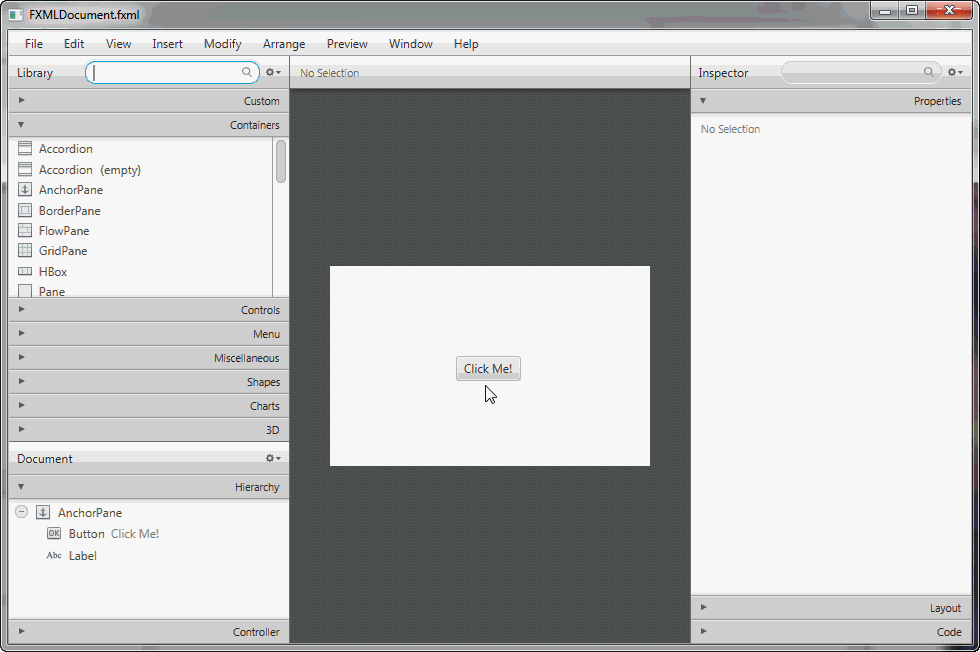 FXMLDocument.fxml
File Edit View Insert Modify Arrange Preview Window Help
Library
No Selection
Inspector
Custom
Containers
Accordion
Accordion (empty)
AnchorPane
BorderPane
FlowPane
GridPane
HBox
Pane
Controls
Menu
Miscellaneous
Shapes
Charts
3D
Document
Hierarchy
AnchorPane
OK Button Click Me!
Abc Label
Controller
Click Me!
Properties
No Selection
Layout
Code